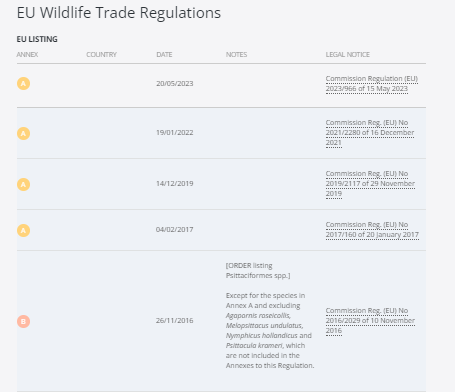 EU Wildlife Trade Regulations
EU LISTING
ANNEX COUNTRY DATE NOTES LEGAL NOTICE
A 20/05/2023 Commission Regulation (EU)
2023/966 of 15 May 2023
A 19/01/2022 Commission Reg. (EU) No
2021/2280 of 16 December
2021
A 14/12/2019 Commission Reg. (EU) No
2019/2117 of 29 November
2019
A 04/02/2017 Commission Reg. (EU) No
2017/160 of 20 January 2017
[ORDER listing
Psittaciformes spp.]
Except for the species in
Annex A and excluding
Agapornis roseicollis,
Melopsittacus undulatus,
Nymphicus hollandicus and
Psittacula krameri, which
are not included in the
Annexes to this Regulation.
B 26/11/2016 Commission Reg. (EU) No
2016/2029 of 10 November
2016